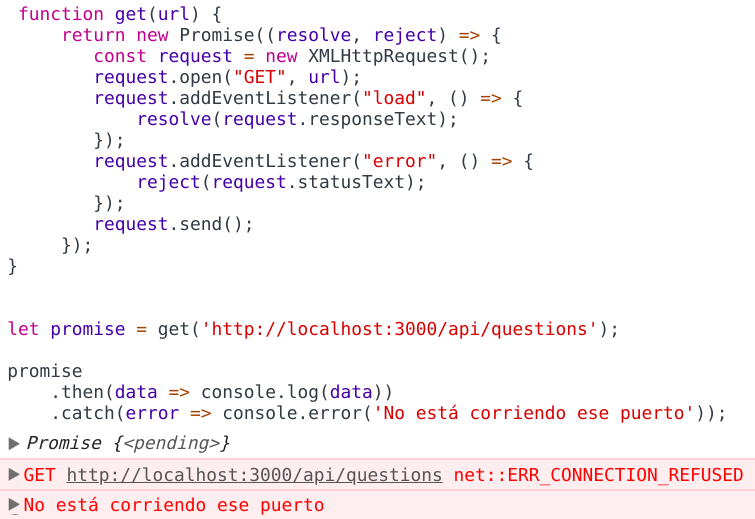 function get(url) {
return new Promise((resolve, reject) => {
const request = new XMLHttpRequest();
request.open("GET", url);
request.addEventListener("load", () => {
resolve(request.responseText);
});
request.addEventListener("error", () => {
reject(request.statusText);
});
request.send();
});
}
let promise = get('http://localhost:3000/api/questions');
promise
.then(data => console.log(data))
.catch(error => console.error('No está corriendo ese puerto'));
Promise {<pending>}
GET http://localhost:3000/api/questions net::ERR_CONNECTION_REFUSED
No está corriendo ese puerto